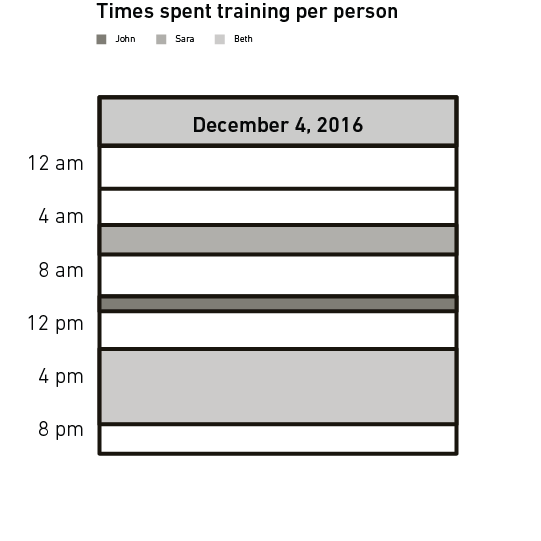 Times spent training per person
John Sara Beth
December 4, 2016
12 am
4 am
8 am
12 pm
4 pm
8 pm